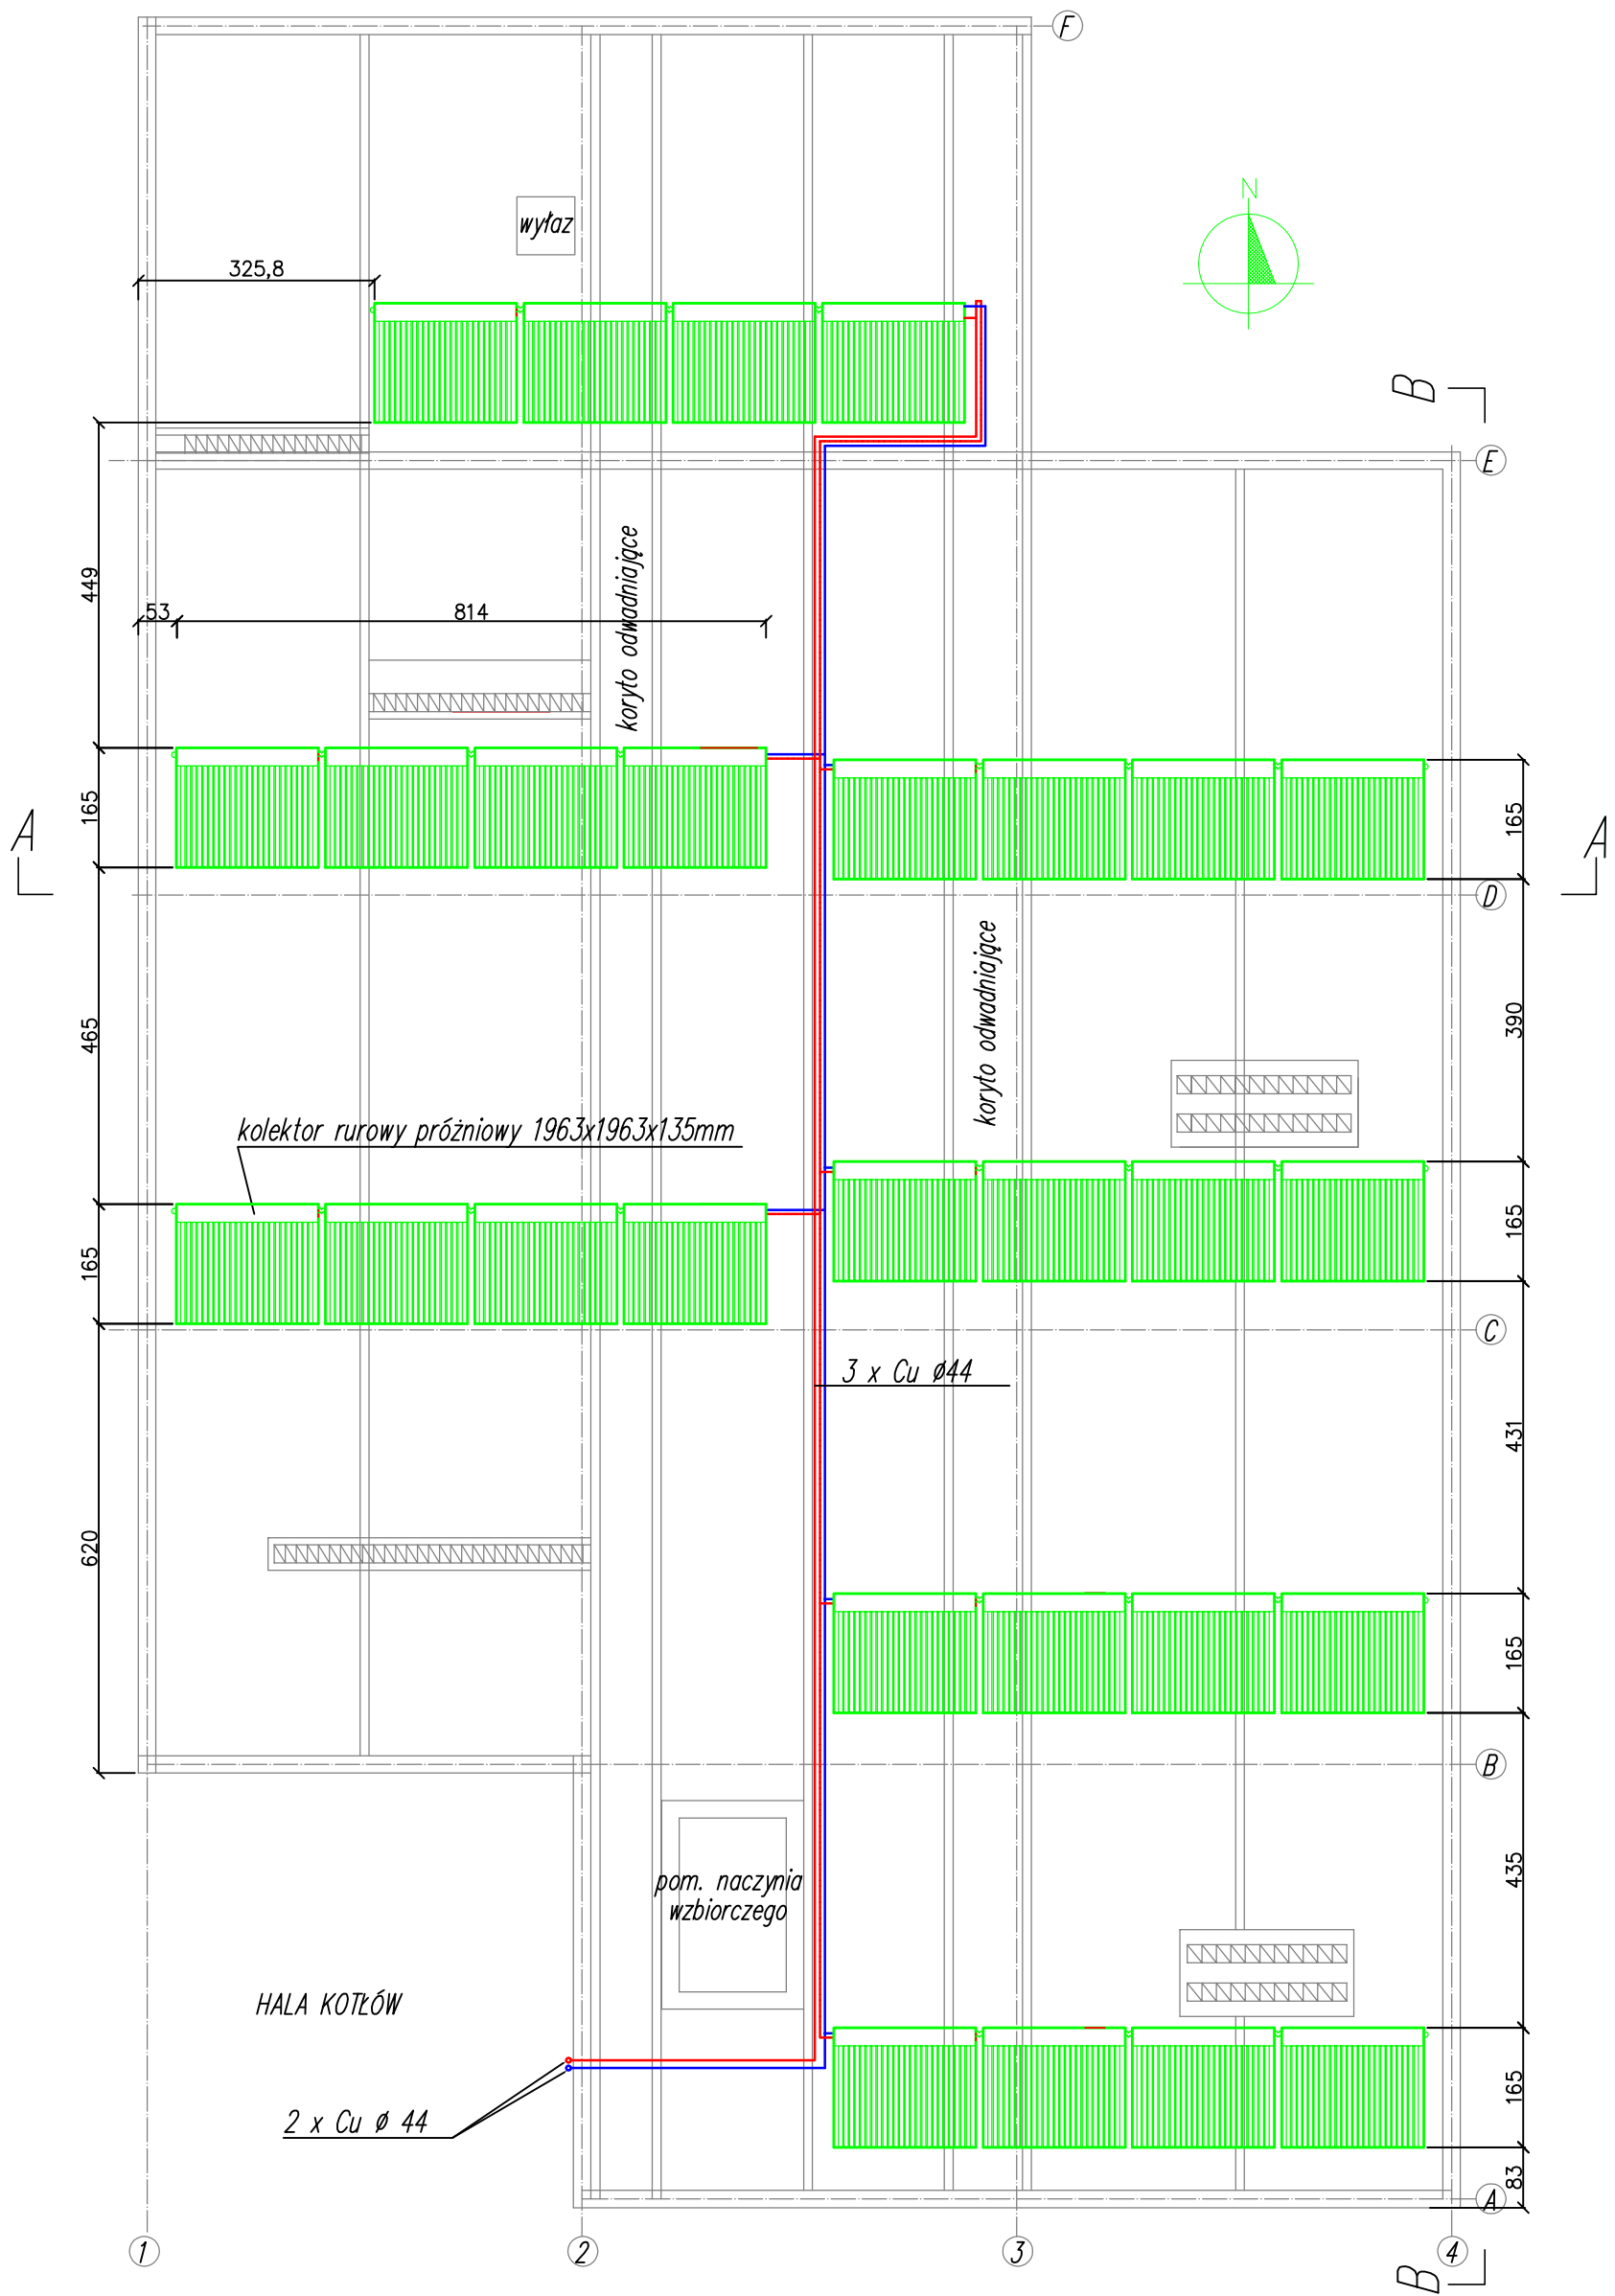 F
N
wyłaz
325,8
B
E
449
koryto odwadniające
53
814
165
165
A
A
D
koryto odwadniające
465
390
kolektor rurowy próżniowy 1963x1963x135mm
165
165
C
3 x Cu ø44
431
620
165
B
pom. naczynia
wzbiorczego
435
HALA KOTŁÓW
2 x Cu ø 44
165
83
A
1
2
3
4
B